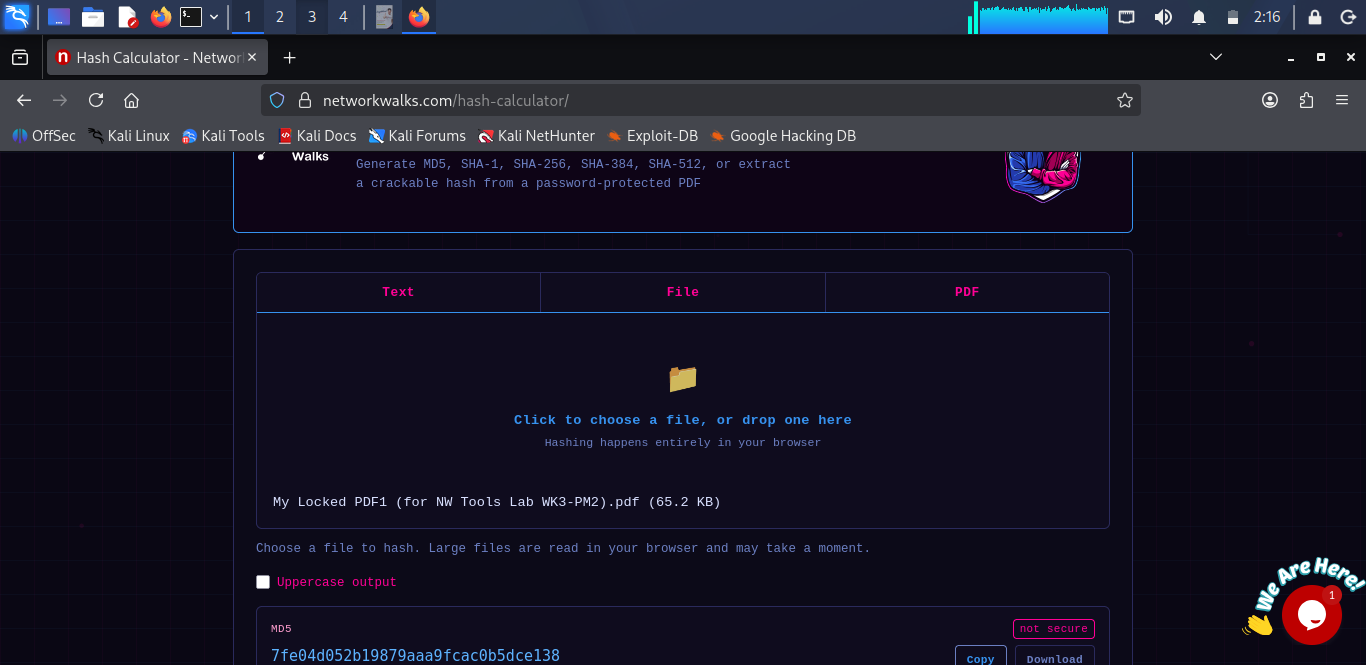 1 2 3 4 2:16
Hash Calculator - Networ
networkwalks.com/hash-calculator/
OffSec Kali Linux Kali Tools Kali Docs Kali Forums Kali NetHunter Exploit-DB Google Hacking DB
Walks
Generate MD5, SHA-1, SHA-256, SHA-384, SHA-512, or extract
a crackable hash from a password-protected PDF
Text File PDF
Click to choose a file, or drop one here
Hashing happens entirely in your browser
My Locked PDF1 (for NW Tools Lab WK3-PM2).pdf (65.2 KB)
Choose a file to hash. Large files are read in your browser and may take a moment.
Uppercase output
We Are Here!
1
MD5 not secure
7fe04d052b19879aaa9fcac0b5dce138 Copy Download